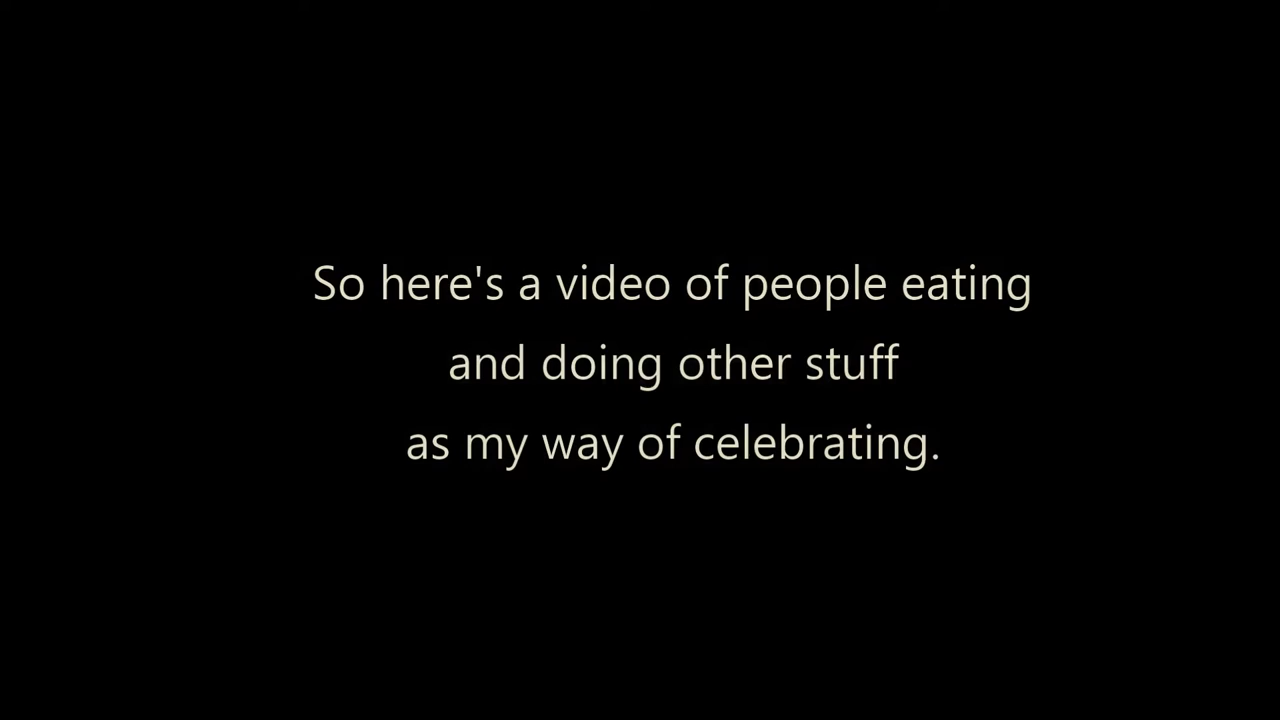 So here's a video of people eating
and doing other stuff
as my way of celebrating.